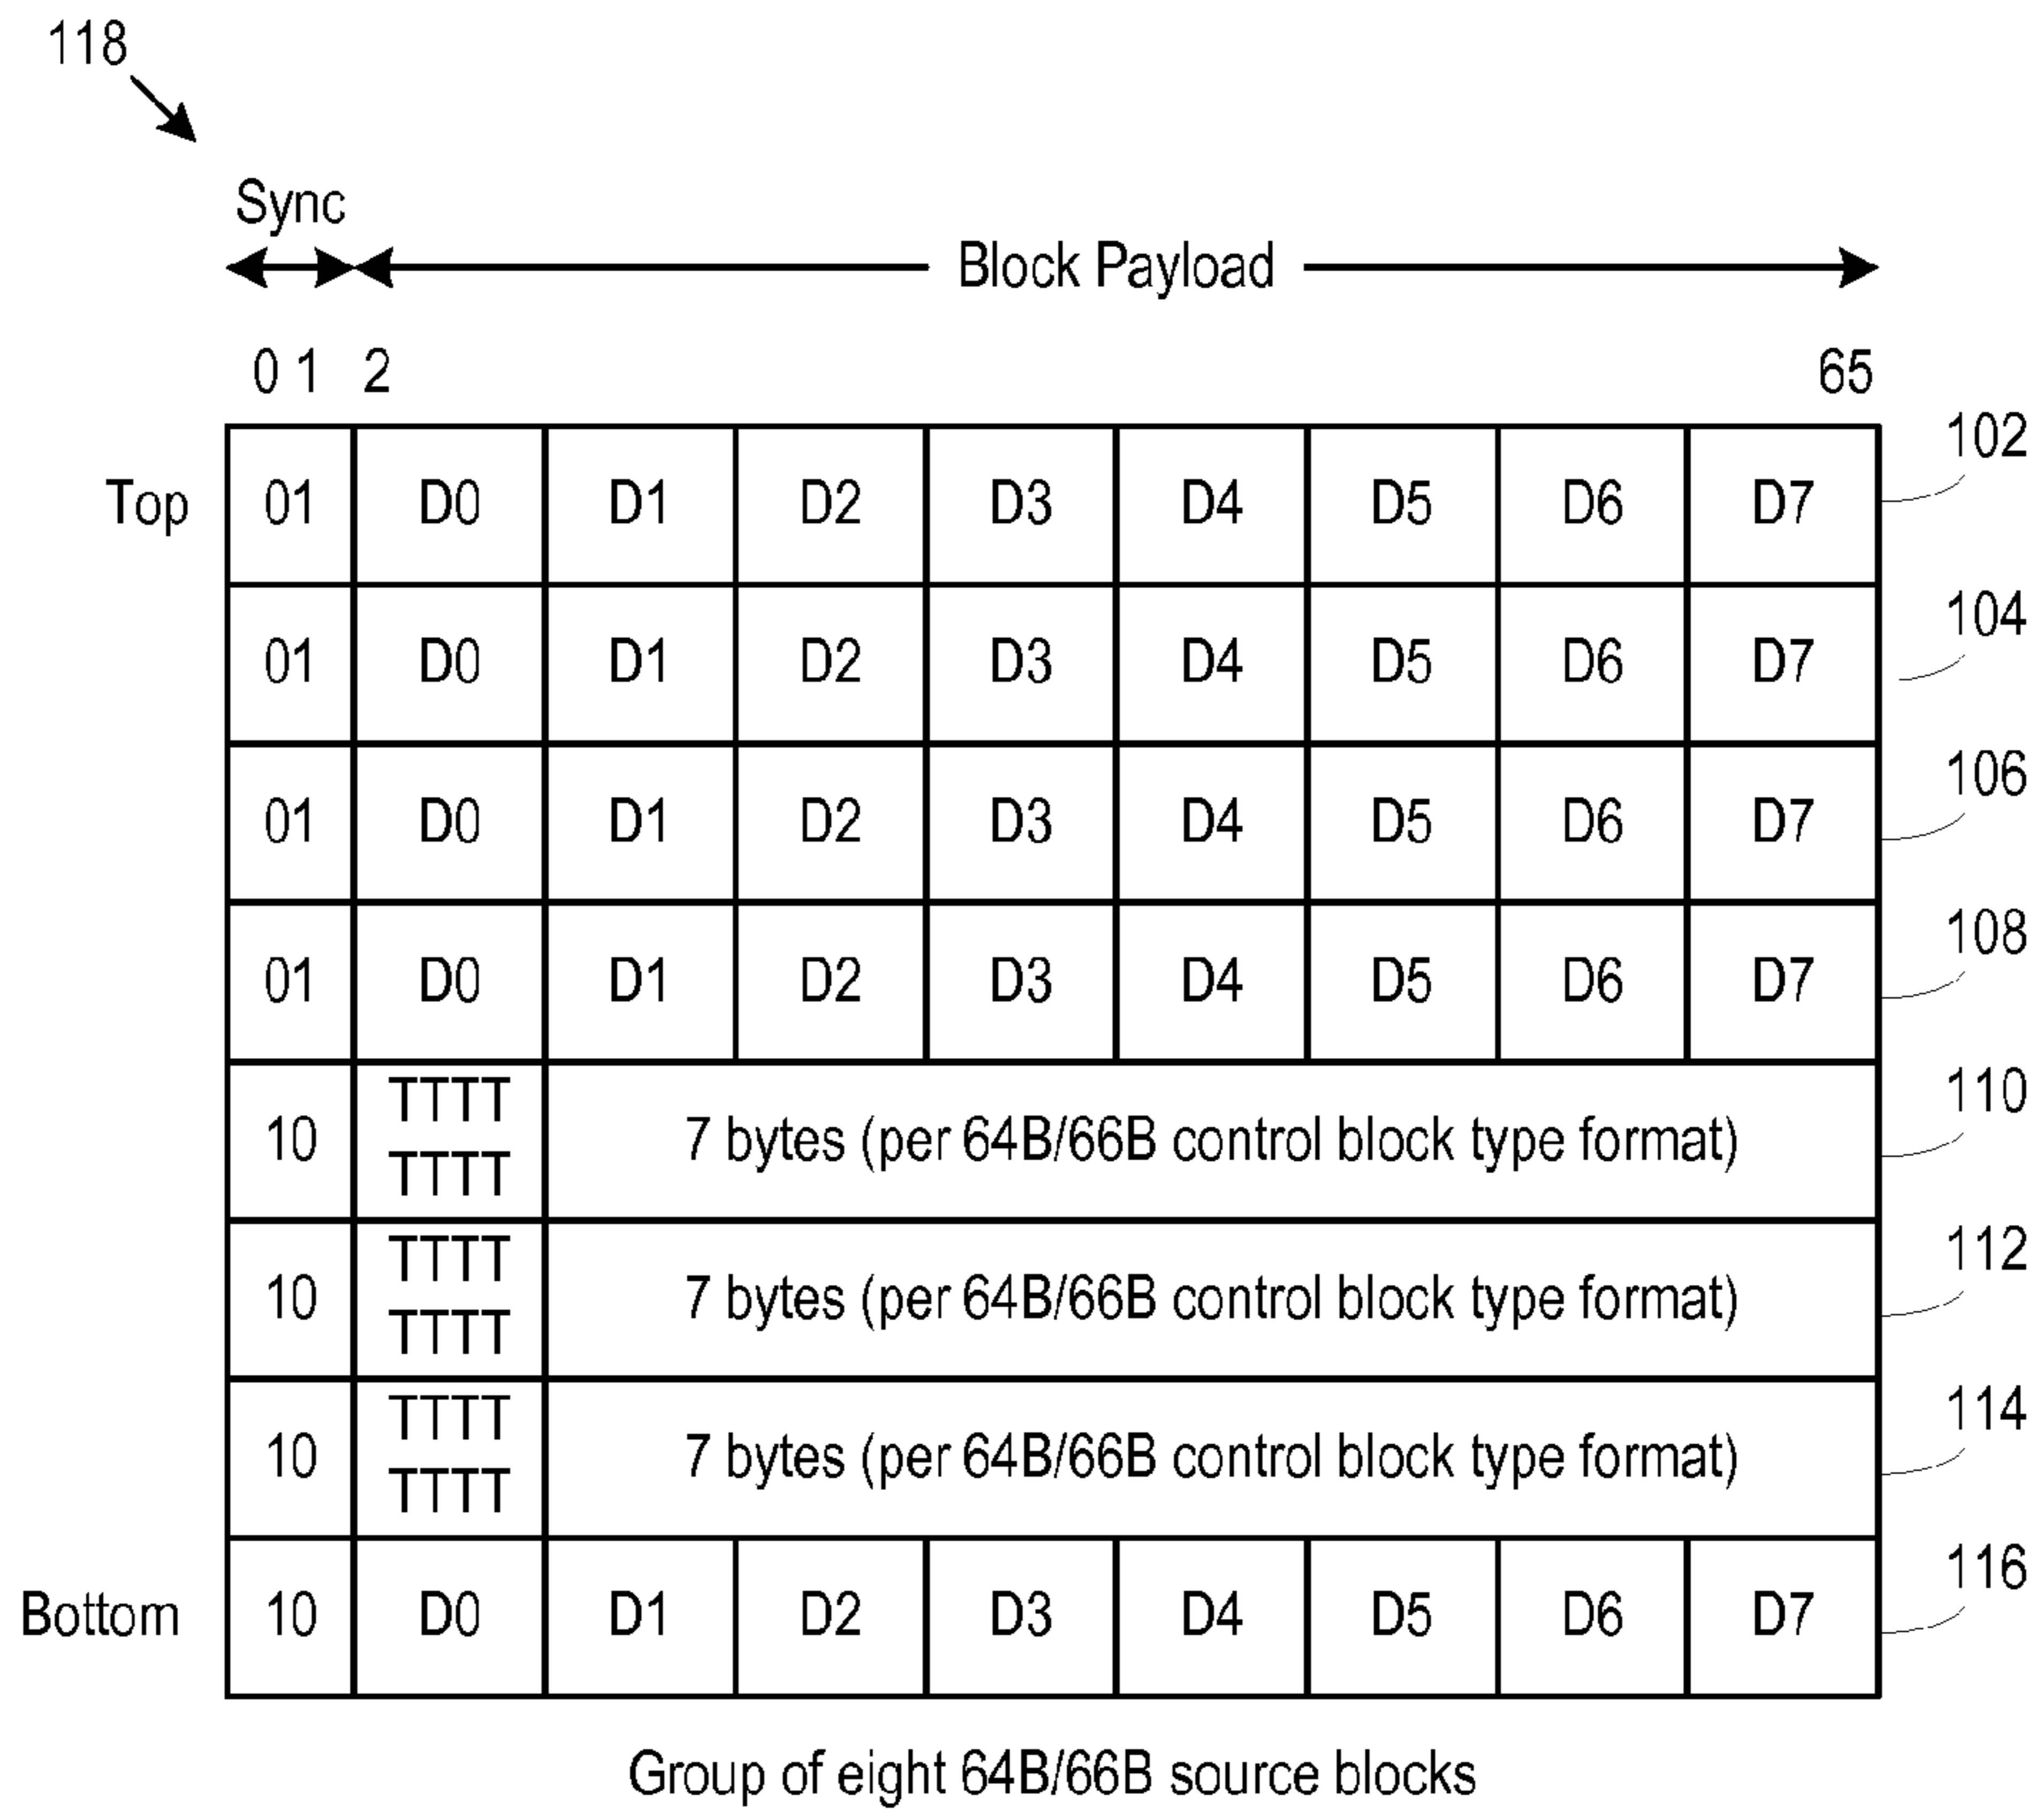 118
Sync
Block Payload
0 1 2 65
102
Top 01 D0 D1 D2 D3 D4 D5 D6 D7
104
01 D0 D1 D2 D3 D4 D5 D6 D7
106
01 D0 D1 D2 D3 D4 D5 D6 D7
108
01 D0 D1 D2 D3 D4 D5 D6 D7
110
TTTT
10 7 bytes (per 64B/66B control block type format)
TTTT
112
TTTT
10 7 bytes (per 64B/66B control block type format)
TTTT
114
TTTT
10 7 bytes (per 64B/66B control block type format)
TTTT
116
Bottom 10 D0 D1 D2 D3 D4 D5 D6 D7
Group of eight 64B/66B source blocks